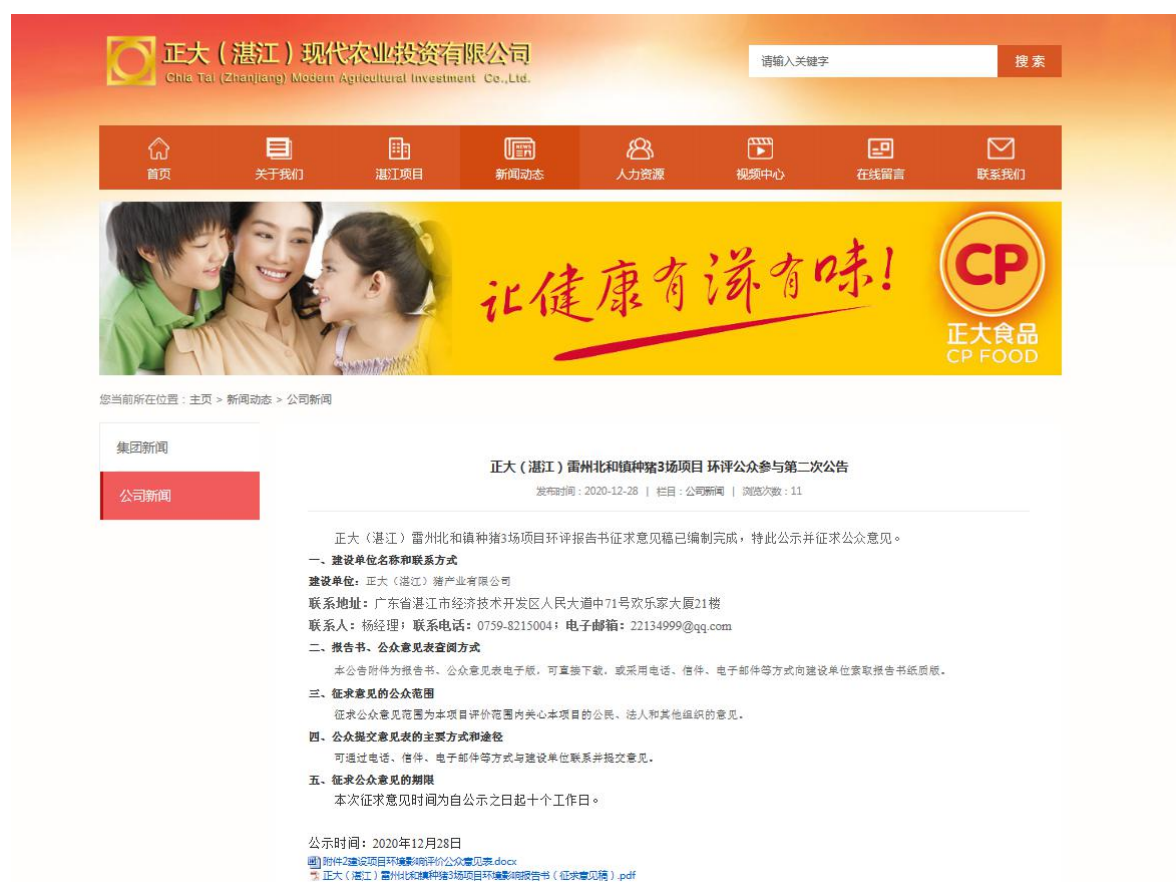 正大（湛江）现代农业投资有限公司
Chia Tai (Zhanjiang) Modern Agricultural Investment Co.,Ltd.
请输入关键字 搜 索
首页 关于我们 湛江项目 新闻动态 人力资源 视频中心 在线留言 联系我们
让健康有滋有味!
CP
正大食品
CP FOOD
您当前所在位置：主页 > 新闻动态 > 公司新闻
集团新闻
公司新闻
正大（湛江）雷州北和镇种猪3场项目 环评公众参与第二次公告
发布时间：2020-12-28 | 栏目：公司新闻 | 浏览次数：11
正大（湛江）雷州北和镇种猪3场项目环评报告书征求意见稿已编制完成，特此公示并征求公众意见。
一、建设单位名称和联系方式
建设单位：正大（湛江）猪产业有限公司
联系地址：广东省湛江市经济技术开发区人民大道中71号欢乐家大厦21楼
联系人：杨经理；联系电话：0759-8215004；电子邮箱：22134999@qq.com
二、报告书、公众意见表查阅方式
本公告附件为报告书、公众意见表电子版，可直接下载，或采用电话、信件、电子邮件等方式向建设单位索取报告书纸质版。
三、征求意见的公众范围
征求公众意见范围为本项目评价范围内关心本项目的公民、法人和其他组织的意见。
四、公众提交意见表的主要方式和途径
可通过电话、信件、电子邮件等方式与建设单位联系并提交意见。
五、征求公众意见的期限
本次征求意见时间为自公示之日起十个工作日。
公示时间：2020年12月28日
附件2建设项目环境影响评价公众意见表.docx
正大（湛江）雷州北和镇种猪3场项目环境影响报告书（征求意见稿）.pdf